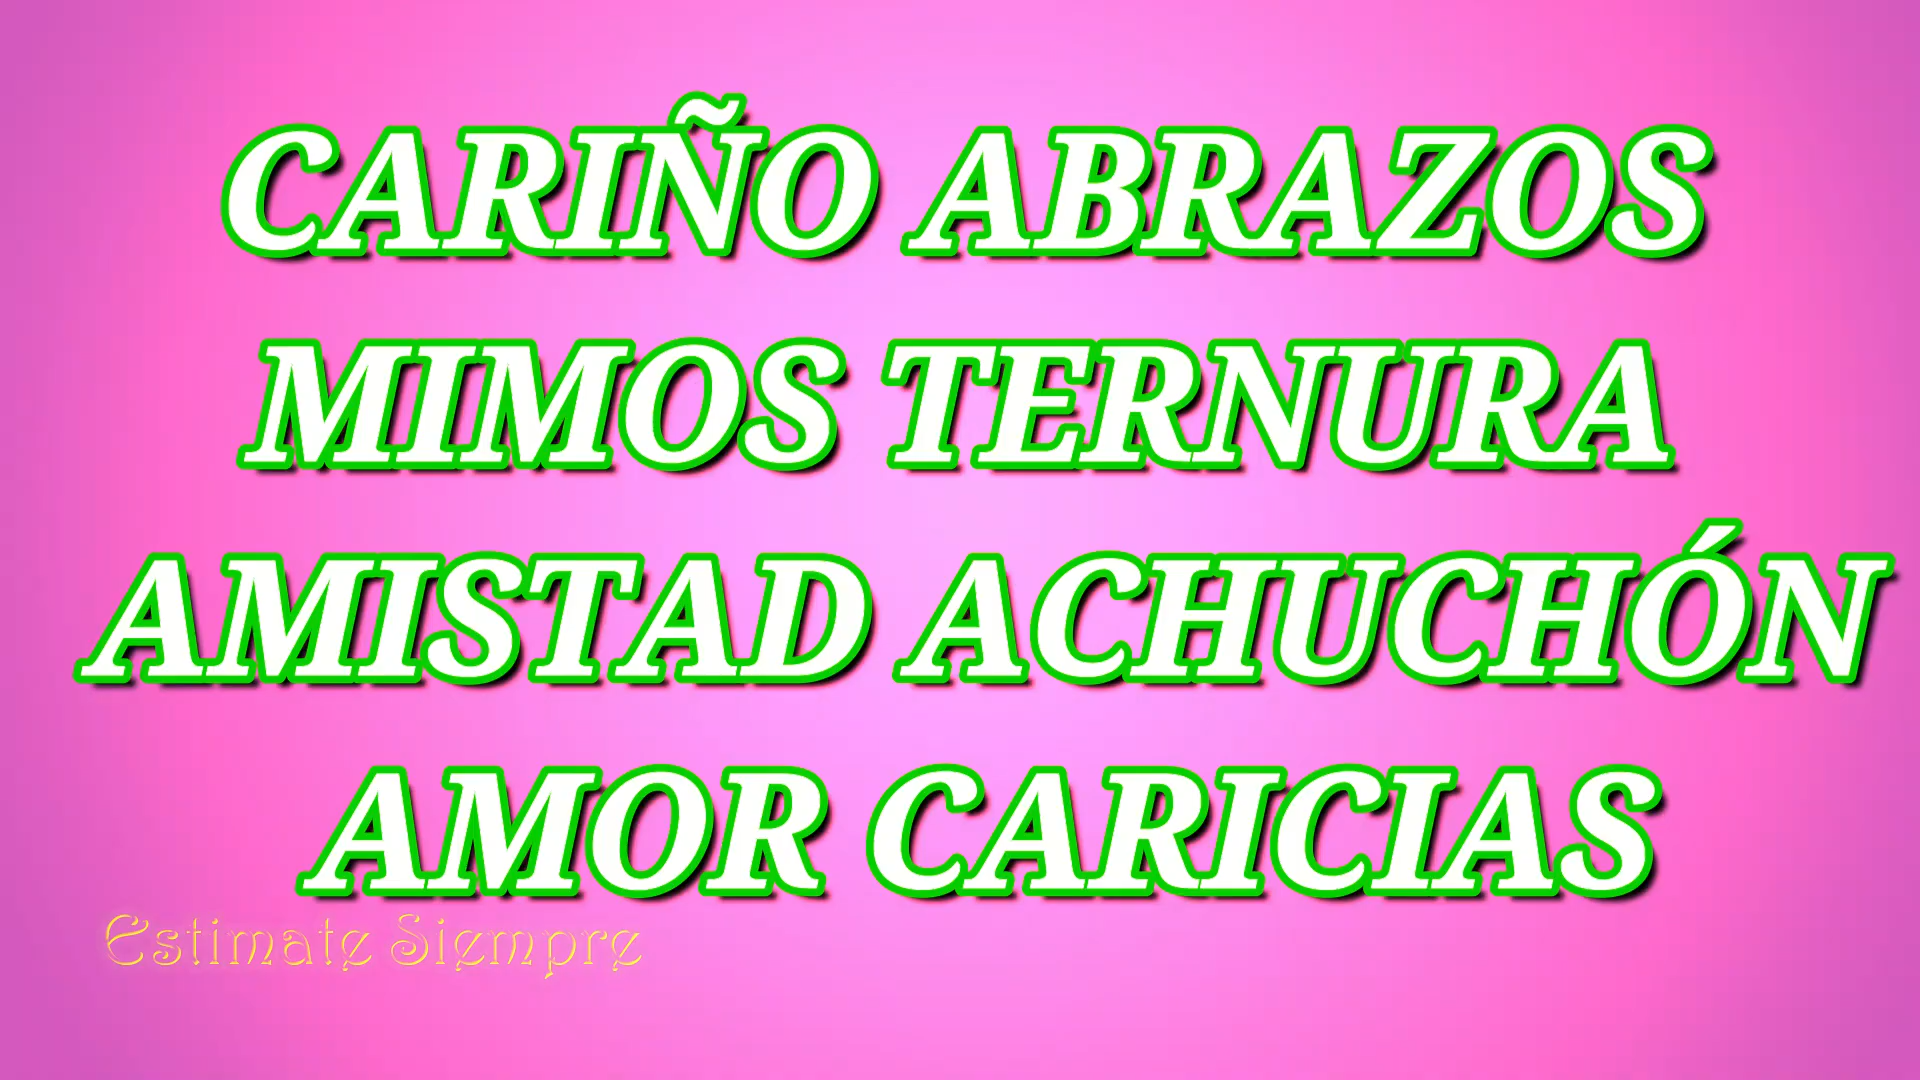 CARIÑO ABRAZOS
MIMOS TERNURA
AMISTAD ACHUCHÓN
AMOR CARICIAS
Estimate Siempre